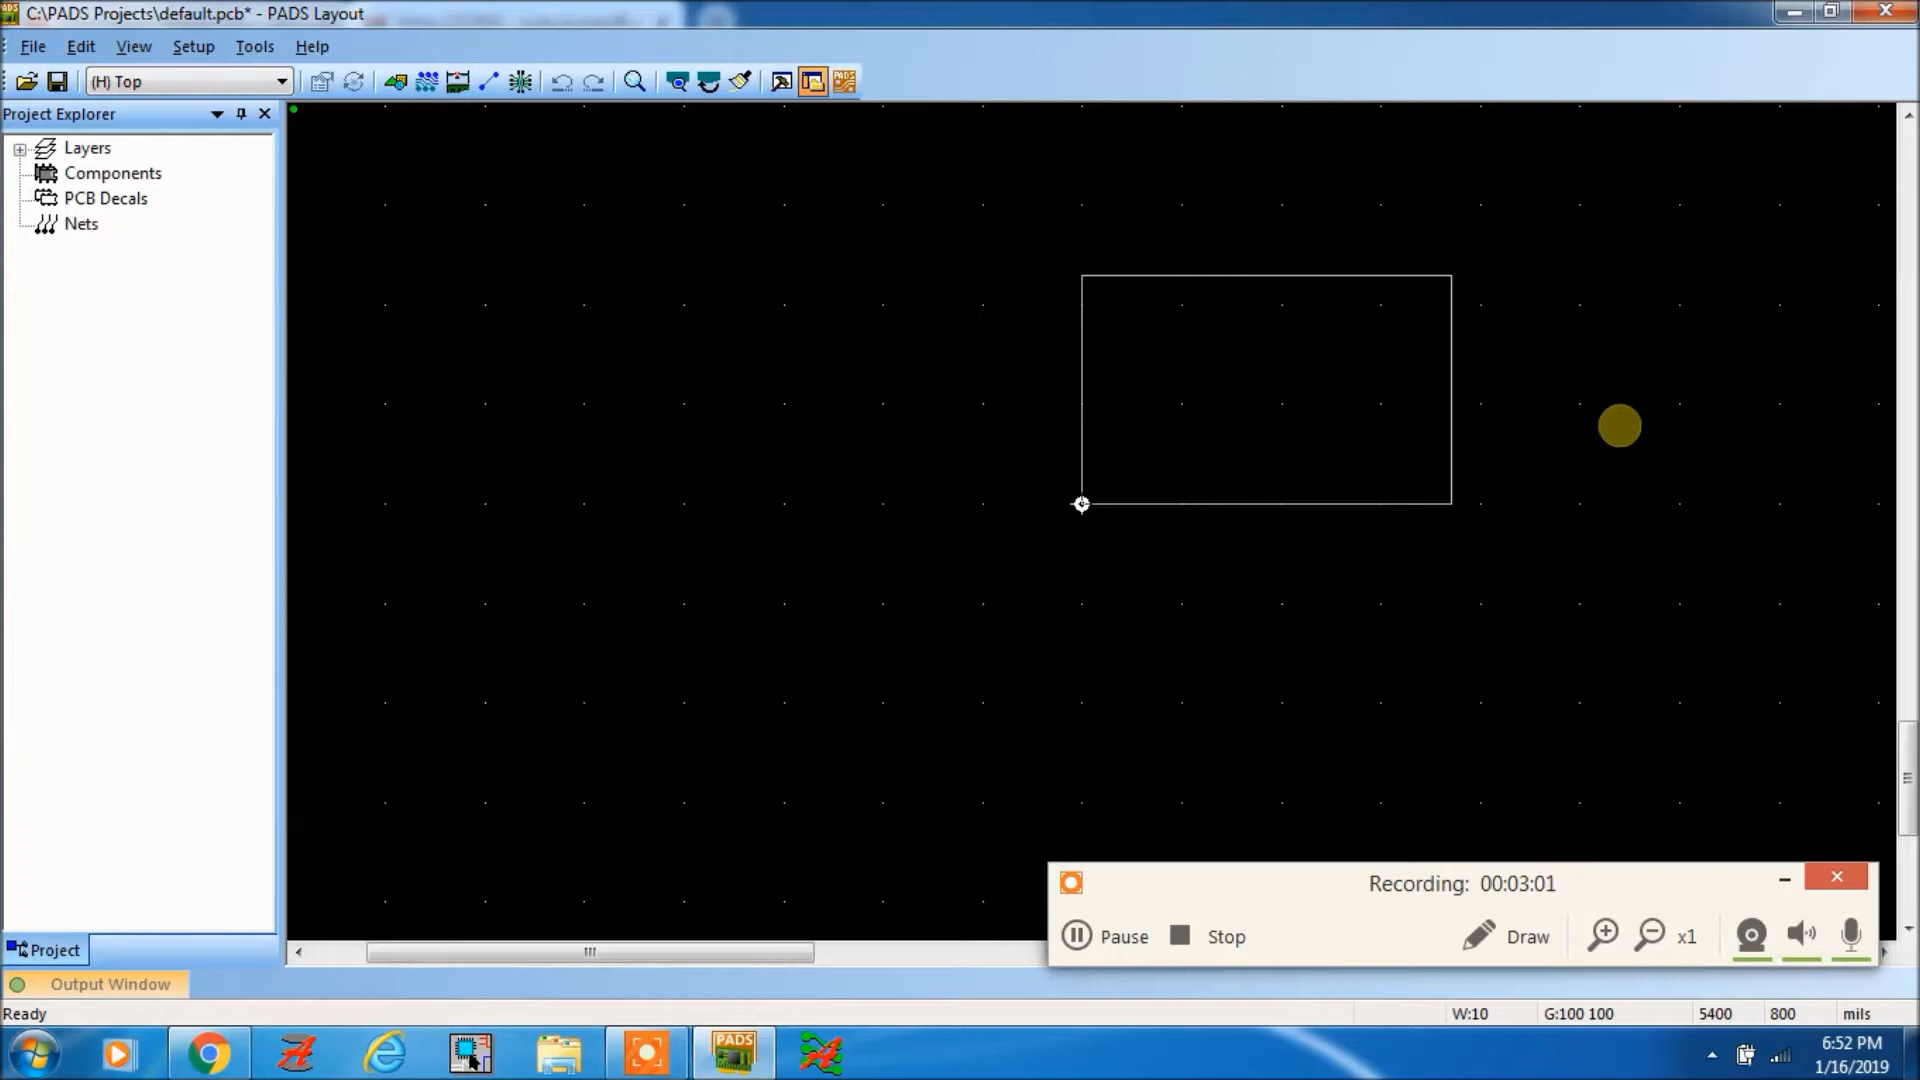 C:\PADS Projects\default.pcb* - PADS Layout
File Edit View Setup Tools Help
(H) Top
PADS
Project Explorer
Layers
Components
PCB Decals
Nets
Recording: 00:03:01
Pause Stop Draw x1
Project
Output Window
Ready W:10 G:100 100 5400 800 mils
PADS
6:52 PM
1/16/2019